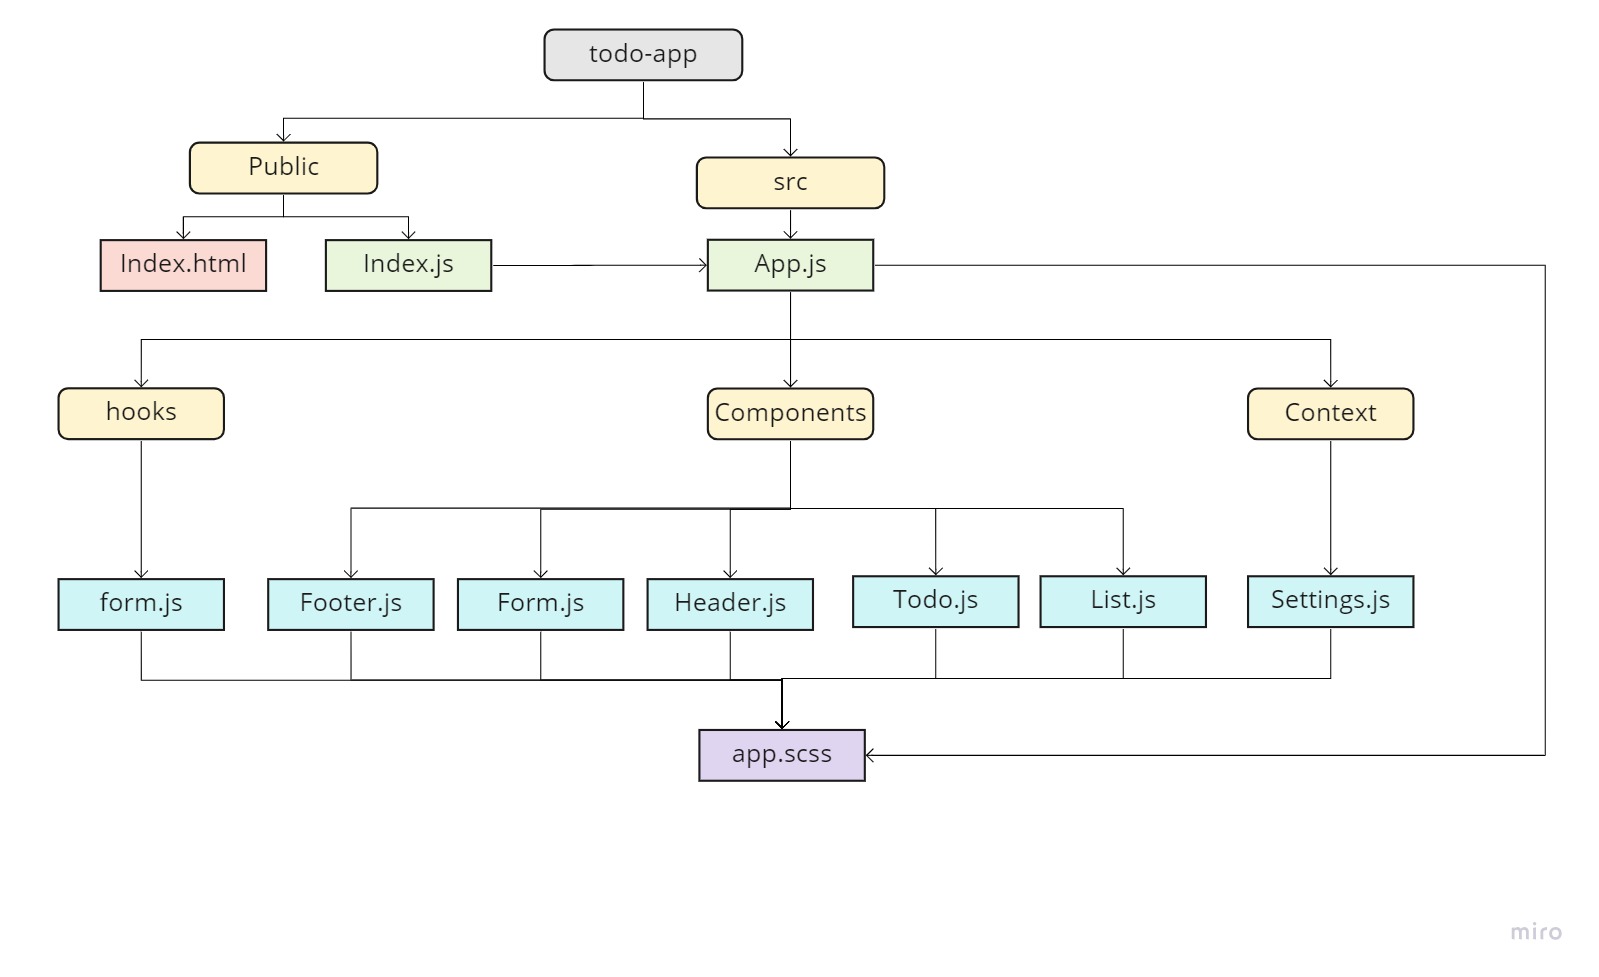 todo-app
Public
src
Index.html
Index.js
App.js
hooks
Components
Context
form.js
Footer.js
Form.js
Header.js
Todo.js
List.js
Settings.js
app.scss
miro